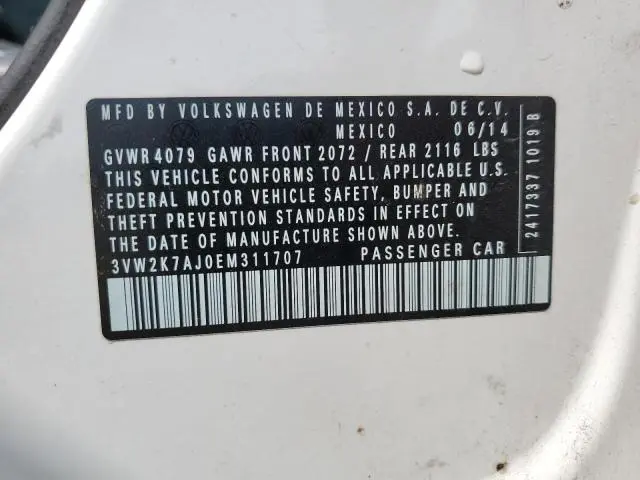 MFD BY VOLKSWAGEN DE MEXICO S.A. DE C.V.
MEXICO 06/14
GVWR 4079 GAWR FRONT 2072 / REAR 2116 LBS
THIS VEHICLE CONFORMS TO ALL APPLICABLE U.S.
FEDERAL MOTOR VEHICLE SAFETY, BUMPER AND
THEFT PREVENTION STANDARDS IN EFFECT ON
THE DATE OF MANUFACTURE SHOWN ABOVE.
3VW2K7AJ0EM311707 PASSENGER CAR
2417337 1019 B